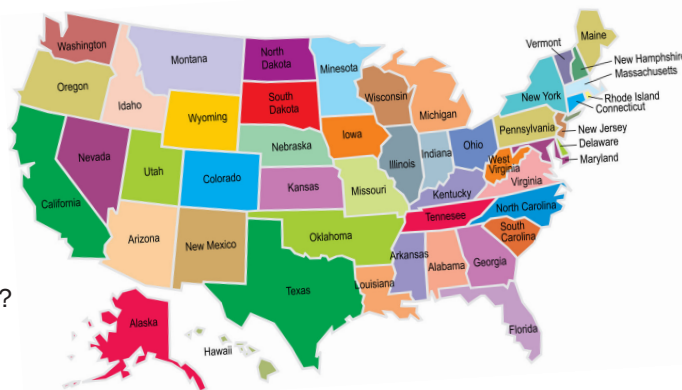 Washington
Montana
North
Dakota
Minesota
Vermont
Maine
New Hamphshire
Massachusetts
Oregon
Idaho
Wyoming
South
Dakota
Wisconsin
Michigan
New York
Rhode Island
Connecticut
Nevada
Utah
Colorado
Nebraska
Iowa
Illinois
Indiana
Ohio
Pennsylvania
New Jersey
Delaware
Maryland
West
Virginia
Virginia
California
Kansas
Missouri
Kentucky
North Carolina
Tennesee
South
Carolina
Arizona
New Mexico
Oklahoma
Arkansas
Alabama
Georgia
Texas
Louisiana
Florida
?
Alaska
Hawaii